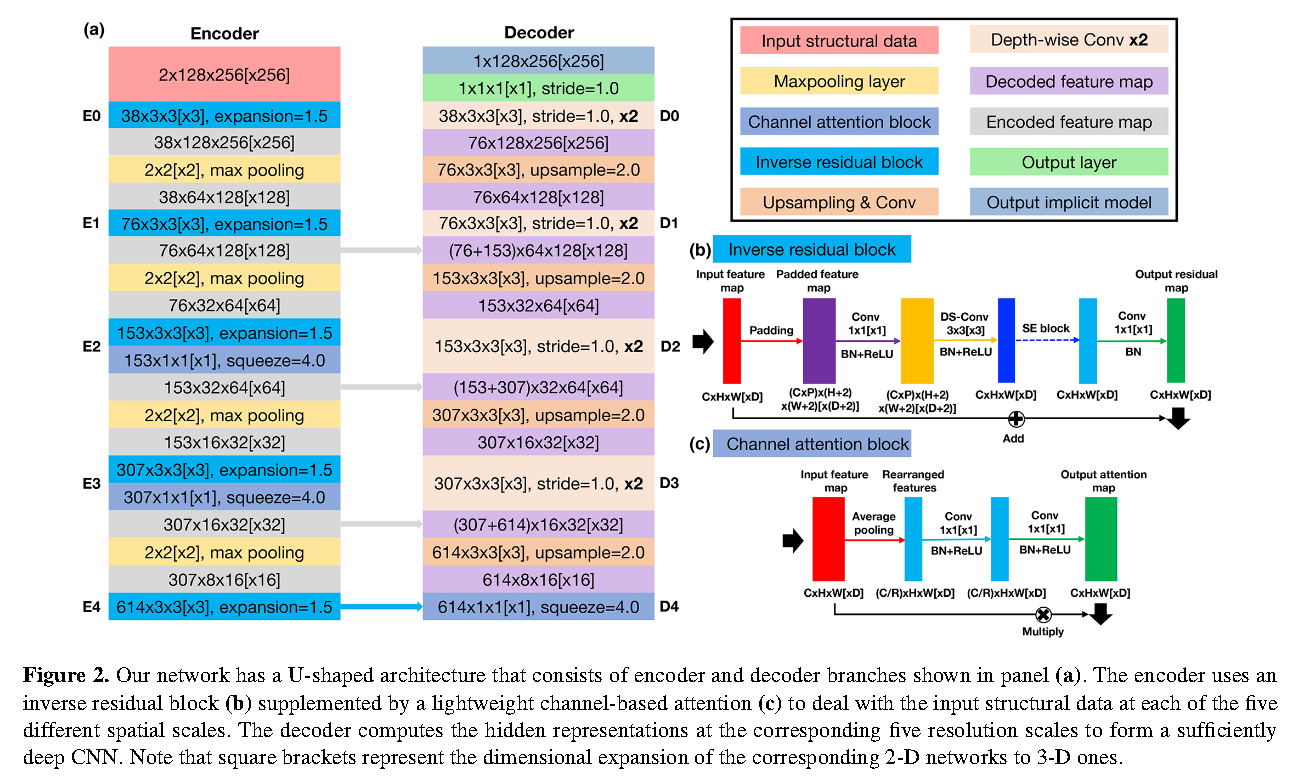 (a)
Encoder
2x128x256[x256]
E0
38x3x3[x3], expansion=1.5
38x128x256[x256]
2x2[x2], max pooling
38x64x128[x128]
E1
76x3x3[x3], expansion=1.5
76x64x128[x128]
2x2[x2], max pooling
76x32x64[x64]
E2
153x3x3[x3], expansion=1.5
153x1x1[x1], squeeze=4.0
153x32x64[x64]
2x2[x2], max pooling
153x16x32[x32]
E3
307x3x3[x3], expansion=1.5
307x1x1[x1], squeeze=4.0
307x16x32[x32]
2x2[x2], max pooling
307x8x16[x16]
E4
614x3x3[x3], expansion=1.5
Decoder
1x128x256[x256]
1x1x1[x1], stride=1.0
38x3x3[x3], stride=1.0, x2
D0
76x128x256[x256]
76x3x3[x3], upsample=2.0
76x64x128[x128]
76x3x3[x3], stride=1.0, x2
D1
(76+153)x64x128[x128]
153x3x3[x3], upsample=2.0
153x32x64[x64]
153x3x3[x3], stride=1.0, x2
D2
(153+307)x32x64[x64]
307x3x3[x3], upsample=2.0
307x16x32[x32]
307x3x3[x3], stride=1.0, x2
D3
(307+614)x16x32[x32]
614x3x3[x3], upsample=2.0
614x8x16[x16]
614x1x1[x1], squeeze=4.0
D4
Input structural data
Depth-wise Conv x2
Maxpooling layer
Decoded feature map
Channel attention block
Encoded feature map
Inverse residual block
Output layer
Upsampling & Conv
Output implicit model
(b)
Inverse residual block
Input feature
map
Padded feature
map
Output residual
map
Padding
Conv
1x1[x1]
BN+ReLU
DS-Conv
3x3[x3]
BN+ReLU
SE block
Conv
1x1[x1]
BN
CxHxW[xD]
(CxP)x(H+2)
x(W+2)[x(D+2)]
(CxP)x(H+2)
x(W+2)[x(D+2)]
CxHxW[xD]
CxHxW[xD]
CxHxW[xD]
Add
(c)
Channel attention block
Input feature
map
Rearranged
features
Output attention
map
Average
pooling
Conv
1x1[x1]
BN+ReLU
Conv
1x1[x1]
BN+ReLU
CxHxW[xD]
(C/R)xHxW[xD]
(C/R)xHxW[xD]
CxHxW[xD]
Multiply
Figure 2. Our network has a U-shaped architecture that consists of encoder and decoder branches shown in panel (a). The encoder uses an
inverse residual block (b) supplemented by a lightweight channel-based attention (c) to deal with the input structural data at each of the five
different spatial scales. The decoder computes the hidden representations at the corresponding five resolution scales to form a sufficiently
deep CNN. Note that square brackets represent the dimensional expansion of the corresponding 2-D networks to 3-D ones.